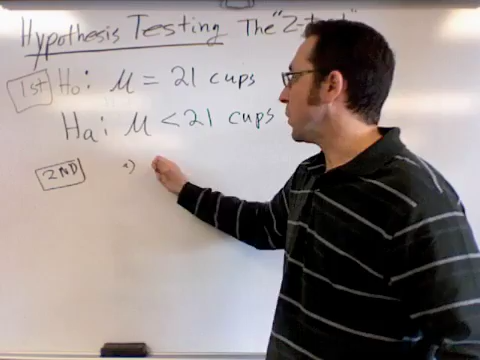 Hypothesis Testing The "Z-test"
1st H₀: μ = 21 cups
Hₐ: μ < 21 cups
2ND a)